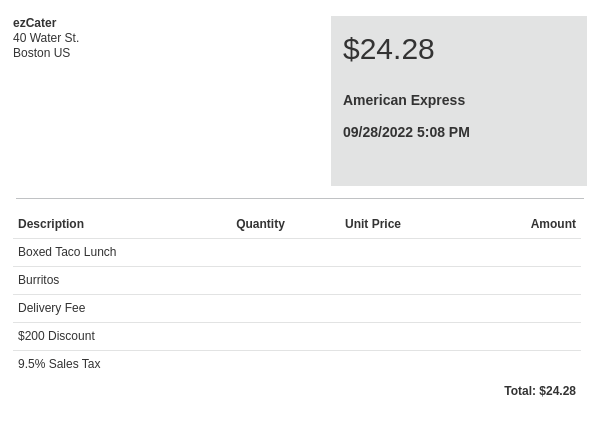 ezCater
40 Water St.
Boston US
$24.28
American Express
09/28/2022 5:08 PM
Description Quantity Unit Price Amount
Boxed Taco Lunch
Burritos
Delivery Fee
$200 Discount
9.5% Sales Tax
Total: $24.28